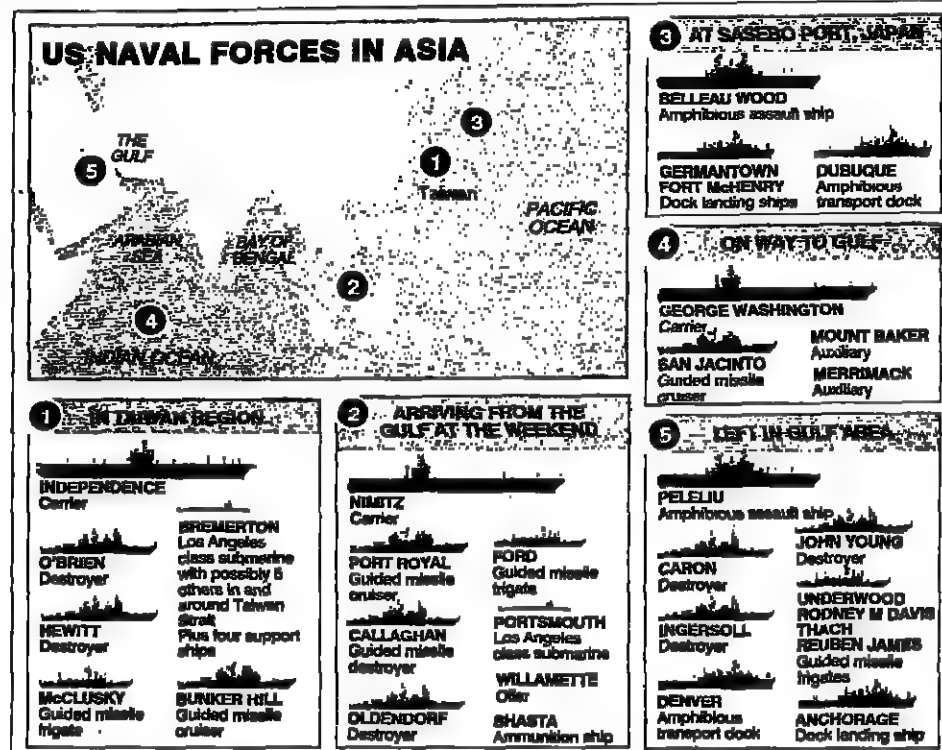 US NAVAL FORCES IN ASIA
THE
GULF
5
3
1
Taiwan
PACIFIC
OCEAN
ARABIAN
SEA
BAY OF
BENGAL
2
4
INDIAN OCEAN
1 IN TAIWAN REGION
INDEPENDENCE
Carrier
O'BRIEN
Destroyer
HEWITT
Destroyer
McCLUSKY
Guided missile
frigate
BREMERTON
Los Angeles
class submarine
with possibly 5
others in and
around Taiwan
Strait
Plus four support
ships
BUNKER HILL
Guided missile
cruiser
2 ARRIVING FROM THE
GULF AT THE WEEKEND
NIMITZ
Carrier
PORT ROYAL
Guided missile
cruiser
CALLAGHAN
Guided missile
destroyer
OLDENDORF
Destroyer
FORD
Guided missile
frigate
PORTSMOUTH
Los Angeles
class submarine
WILLAMETTE
Oiler
SHASTA
Ammunition ship
3 AT SASEBO PORT, JAPAN
BELLEAU WOOD
Amphibious assault ship
GERMANTOWN
FORT McHENRY
Dock landing ships
DUBUQUE
Amphibious
transport dock
4 ON WAY TO GULF
GEORGE WASHINGTON
Carrier
SAN JACINTO
Guided missile
cruiser
MOUNT BAKER
Auxiliary
MERRIMACK
Auxiliary
5 LEFT IN GULF AREA
PELELIU
Amphibious assault ship
CARON
Destroyer
INGERSOLL
Destroyer
DENVER
Amphibious
transport dock
JOHN YOUNG
Destroyer
UNDERWOOD
RODNEY M DAVIS
THACH
REUBEN JAMES
Guided missile
frigates
ANCHORAGE
Dock landing ship